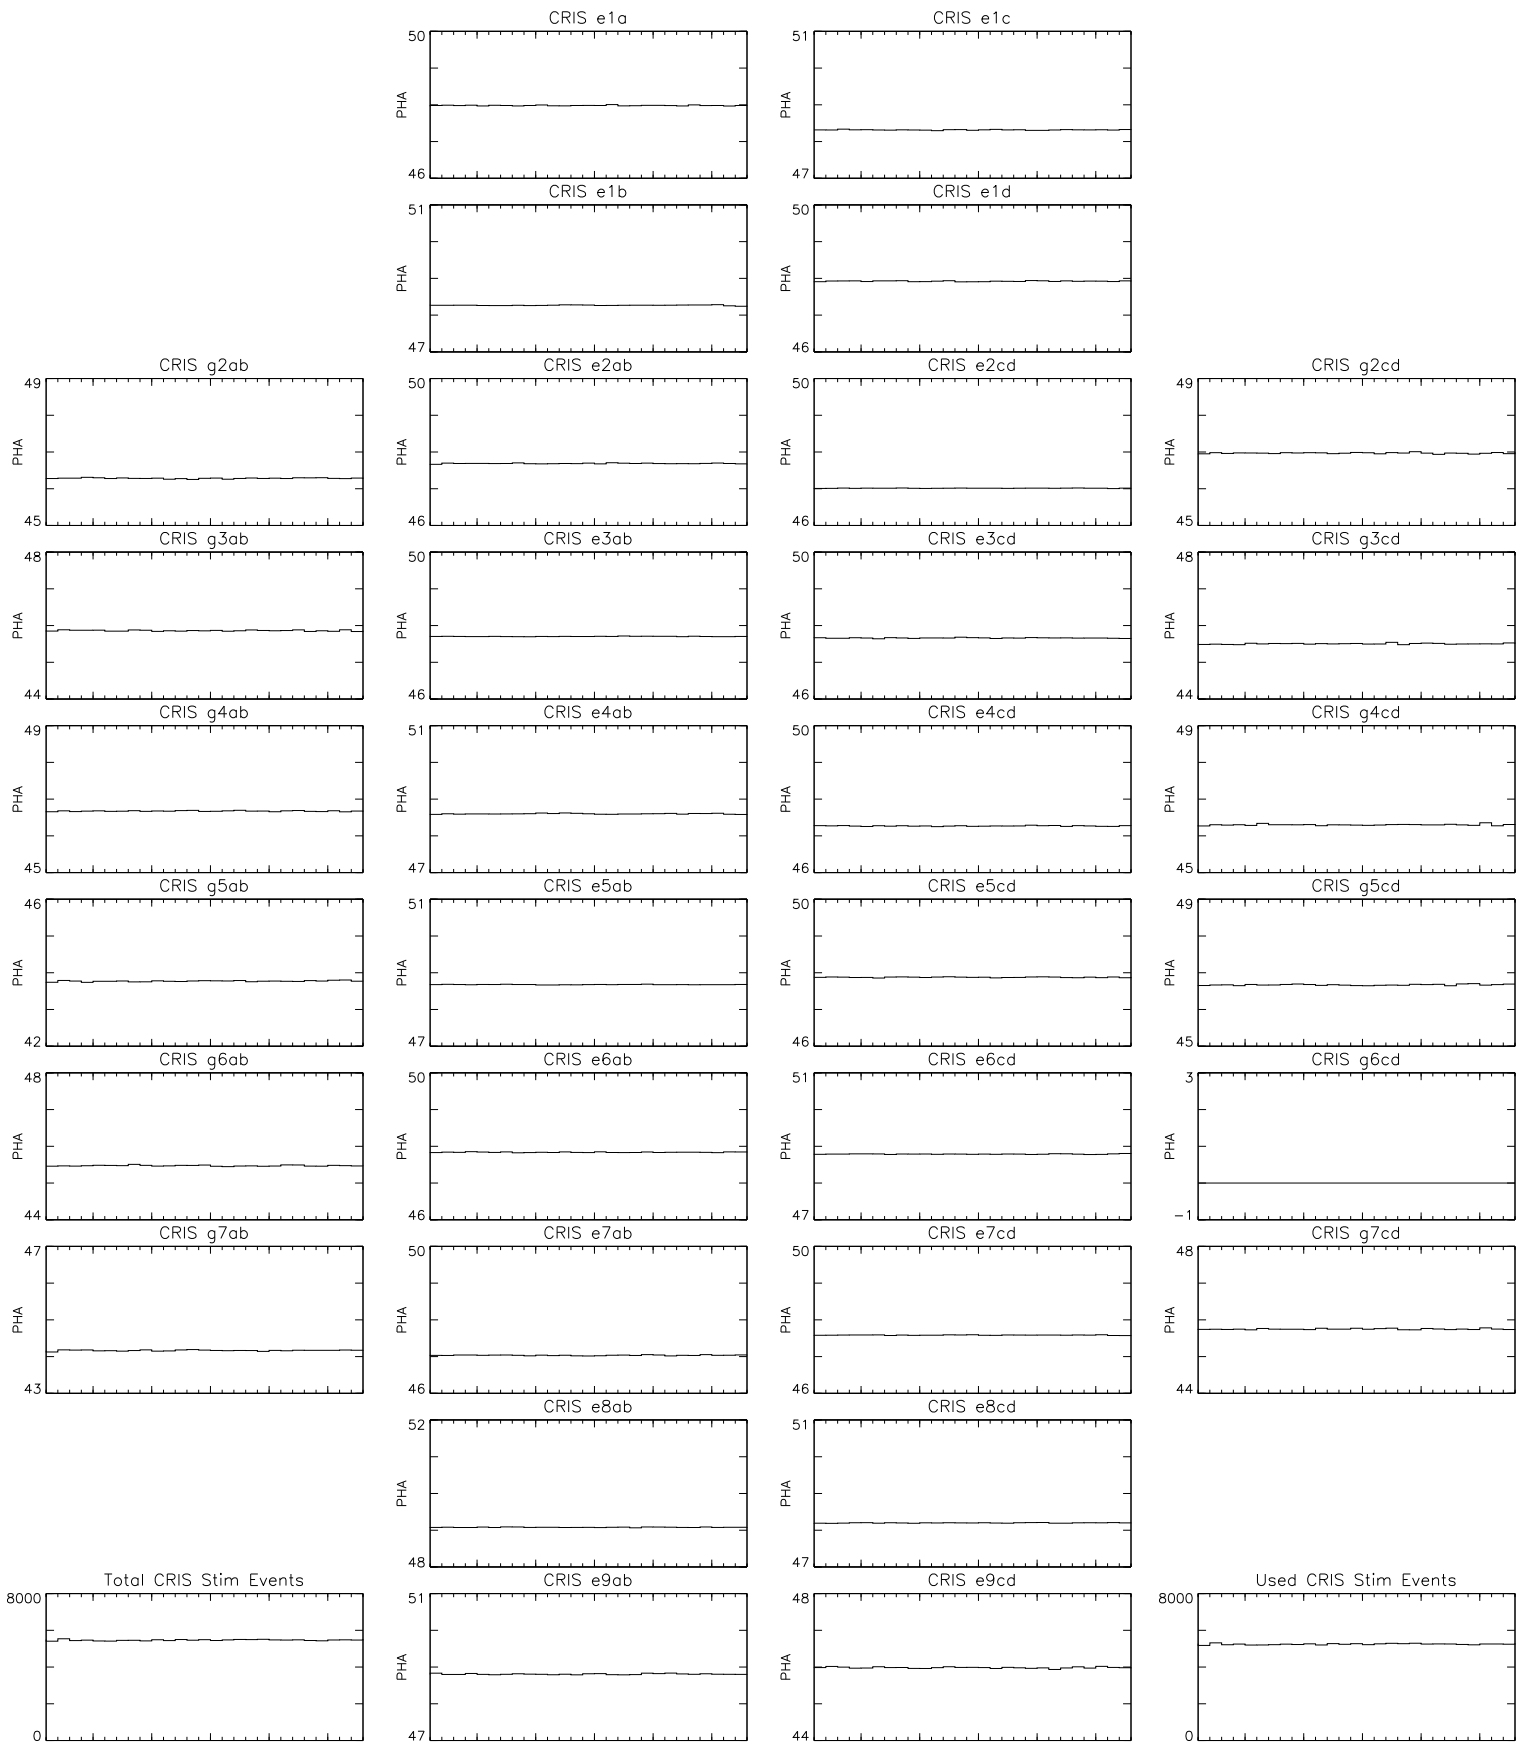 CRIS e1a
50
PHA
46
CRIS e1c
51
PHA
47
CRIS e1b
51
PHA
47
CRIS e1d
50
PHA
46
CRIS g2ab
49
PHA
45
CRIS e2ab
50
PHA
46
CRIS e2cd
50
PHA
46
CRIS g2cd
49
PHA
45
CRIS g3ab
48
PHA
44
CRIS e3ab
50
PHA
46
CRIS e3cd
50
PHA
46
CRIS g3cd
48
PHA
44
CRIS g4ab
49
PHA
45
CRIS e4ab
51
PHA
47
CRIS e4cd
50
PHA
46
CRIS g4cd
49
PHA
45
CRIS g5ab
46
PHA
42
CRIS e5ab
51
PHA
47
CRIS e5cd
50
PHA
46
CRIS g5cd
49
PHA
45
CRIS g6ab
48
PHA
44
CRIS e6ab
50
PHA
46
CRIS e6cd
51
PHA
47
CRIS g6cd
3
PHA
-1
CRIS g7ab
47
PHA
43
CRIS e7ab
50
PHA
46
CRIS e7cd
50
PHA
46
CRIS g7cd
48
PHA
44
CRIS e8ab
52
PHA
48
CRIS e8cd
51
PHA
47
Total CRIS Stim Events
8000
0
CRIS e9ab
51
PHA
47
CRIS e9cd
48
PHA
44
Used CRIS Stim Events
8000
0